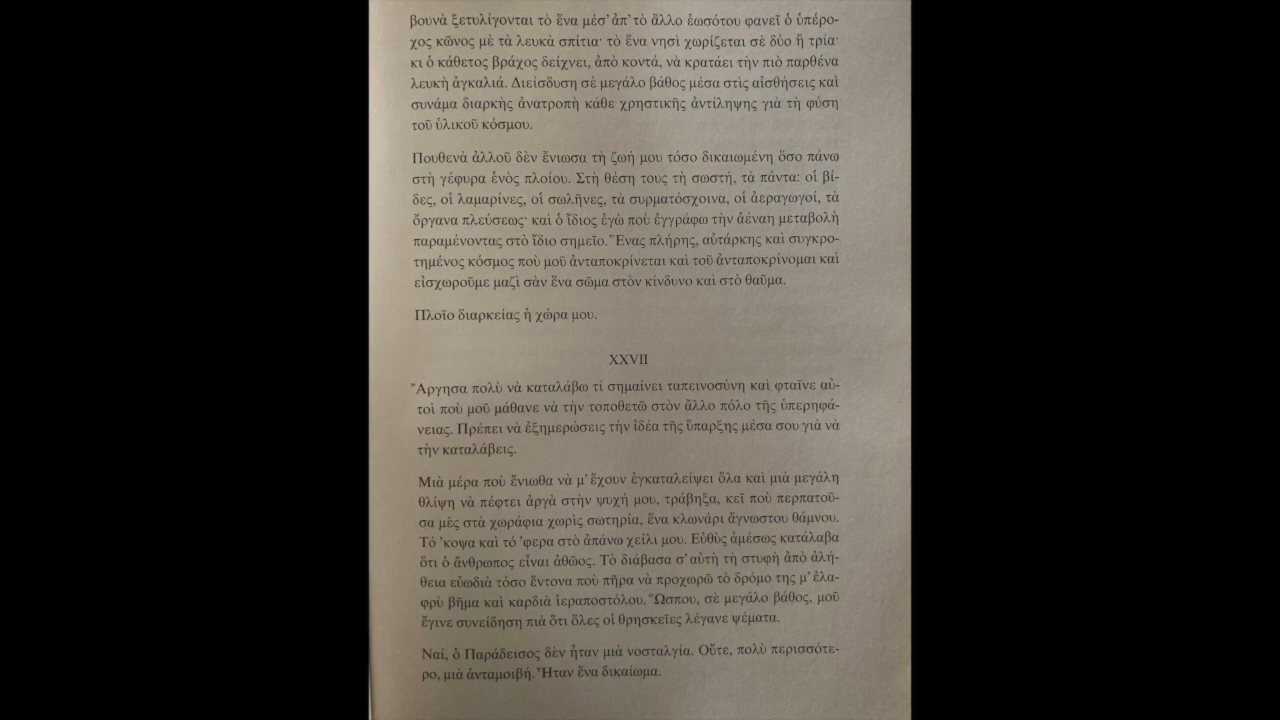 βουνὰ ξετυλίγονται τὸ ἕνα μέσ' ἀπ' τὸ ἄλλο ἑωσότου φανεῖ ὁ ὑπέρο-
χος κῶνος μὲ τὰ λευκὰ σπίτια· τὸ ἕνα νησὶ χωρίζεται σὲ δύο ἢ τρία·
κι ὁ κάθετος βράχος δείχνει, ἀπὸ κοντά, νὰ κρατάει τὴν πιὸ παρθένα
λευκὴ ἀγκαλιά. Διείσδυση σὲ μεγάλο βάθος μέσα στὶς αἰσθήσεις καὶ
συνάμα διαρκὴς ἀνατροπὴ κάθε χρηστικῆς ἀντίληψης γιὰ τὴ φύση
τοῦ ὑλικοῦ κόσμου.
Πουθενὰ ἀλλοῦ δὲν ἔνιωσα τὴ ζωή μου τόσο δικαιωμένη ὅσο πάνω
στὴ γέφυρα ἑνὸς πλοίου. Στὴ θέση τους τὴ σωστή, τὰ πάντα: οἱ βί-
δες, οἱ λαμαρίνες, οἱ σωλῆνες, τὰ συρματόσχοινα, οἱ ἀεραγωγοί, τὰ
ὄργανα πλεύσεως· καὶ ὁ ἴδιος ἐγὼ ποὺ ἐγγράφω τὴν ἀέναη μεταβολὴ
παραμένοντας στὸ ἴδιο σημεῖο. Ἕνας πλήρης, αὐτάρκης καὶ συγκρο-
τημένος κόσμος ποὺ μοῦ ἀνταποκρίνεται καὶ τοῦ ἀνταποκρίνομαι καὶ
εἰσχωροῦμε μαζὶ σὰν ἕνα σῶμα στὸν κίνδυνο καὶ στὸ θαῦμα.
Πλοῖο διαρκείας ἡ χώρα μου.
XXVII
Ἄργησα πολὺ νὰ καταλάβω τί σημαίνει ταπεινοσύνη καὶ φταῖνε αὐ-
τοὶ ποὺ μοῦ μάθανε νὰ τὴν τοποθετῶ στὸν ἄλλο πόλο τῆς ὑπερηφά-
νειας. Πρέπει νὰ ἐξημερώσεις τὴν ἰδέα τῆς ὕπαρξης μέσα σου γιὰ νὰ
τὴν καταλάβεις.
Μιὰ μέρα ποὺ ἔνιωθα νὰ μ' ἔχουν ἐγκαταλείψει ὅλα καὶ μιὰ μεγάλη
θλίψη νὰ πέφτει ἀργὰ στὴν ψυχή μου, τράβηξα, κεῖ ποὺ περπατοῦ-
σα μὲς στὰ χωράφια χωρὶς σωτηρία, ἕνα κλωνάρι ἄγνωστου θάμνου.
Τό 'κοψα καὶ τό 'φερα στὸ ἀπάνω χείλι μου. Εὐθὺς ἀμέσως κατάλαβα
ὅτι ὁ ἄνθρωπος εἶναι ἀθῶος. Τὸ διάβασα σ' αὐτὴ τὴ στυφὴ ἀπὸ ἀλή-
θεια εὐωδιὰ τόσο ἔντονα ποὺ πῆρα νὰ προχωρῶ τὸ δρόμο της μ' ἐλα-
φρὺ βῆμα καὶ καρδιὰ ἱεραποστόλου. Ὥσπου, σὲ μεγάλο βάθος, μοῦ
ἔγινε συνείδηση πιὰ ὅτι ὅλες οἱ θρησκεῖες λέγανε ψέματα.
Ναί, ὁ Παράδεισος δὲν ἦταν μιὰ νοσταλγία. Οὔτε, πολὺ περισσότε-
ρο, μιὰ ἀνταμοιβή. Ἦταν ἕνα δικαίωμα.